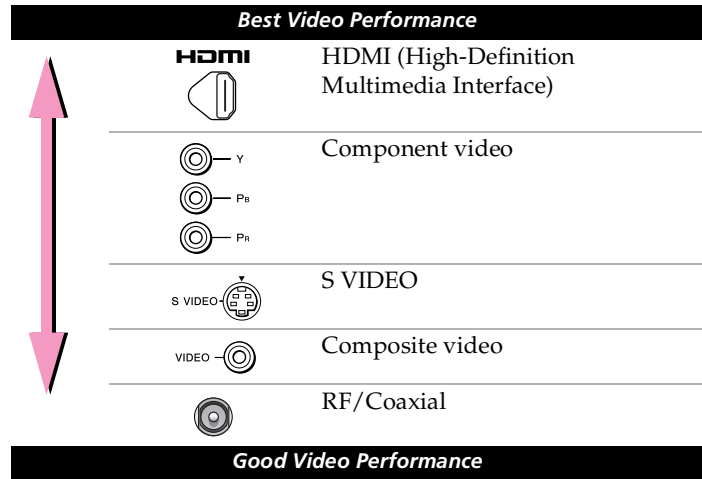 Best Video Performance
HDMI
HDMI (High-Definition
Multimedia Interface)
Y
PB
PR
Component video
S VIDEO
S VIDEO
VIDEO
Composite video
RF/Coaxial
Good Video Performance